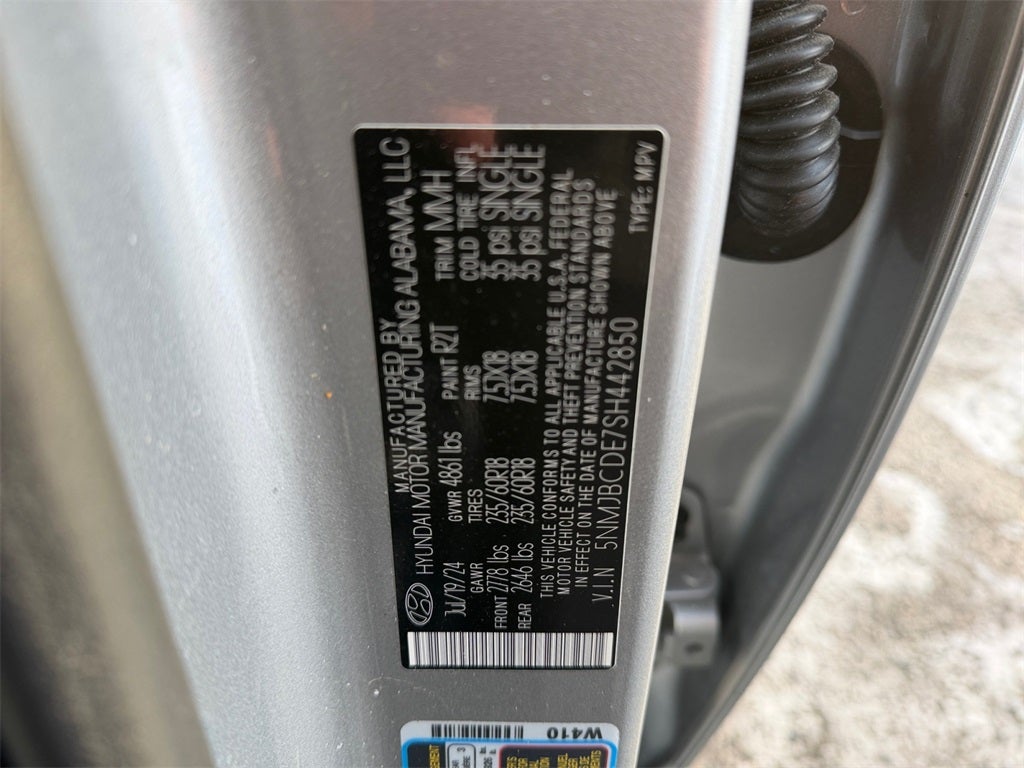 MANUFACTURED BY
HYUNDAI MOTOR MANUFACTURING ALABAMA, LLC
Jul/19/24 GVWR 4861 lbs PAINT R2T TRIM MMH
GAWR TIRES RIMS COLD TIRE INFL
FRONT 2778 lbs 235/60R18 7.5JX18 35 psi SINGLE
REAR 2646 lbs 235/60R18 7.5JX18 35 psi SINGLE
THIS VEHICLE CONFORMS TO ALL APPLICABLE U.S.A. FEDERAL
MOTOR VEHICLE SAFETY AND THEFT PREVENTION STANDARDS
IN EFFECT ON THE DATE OF MANUFACTURE SHOWN ABOVE
V.I.N 5NMJBCDE7SH442850 TYPE: MPV
W410